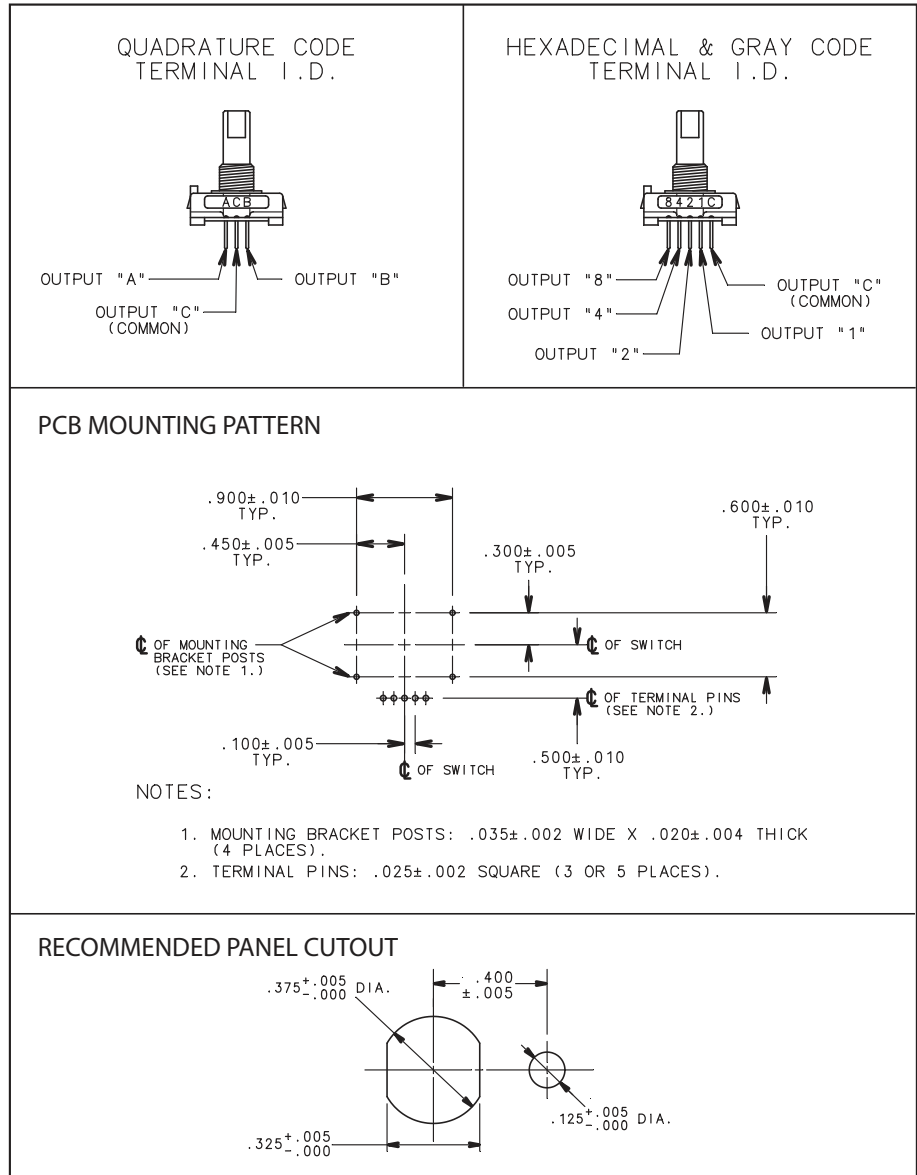 QUADRATURE CODE
TERMINAL I.D.
ACB
OUTPUT "A"
OUTPUT "B"
OUTPUT "C"
(COMMON)
HEXADECIMAL & GRAY CODE
TERMINAL I.D.
8421C
OUTPUT "8"
OUTPUT "C"
(COMMON)
OUTPUT "4"
OUTPUT "1"
OUTPUT "2"
PCB MOUNTING PATTERN
.900±.010
TYP.
.600±.010
TYP.
.450±.005
TYP.
.300±.005
TYP.
℄ OF MOUNTING
BRACKET POSTS
(SEE NOTE 1.)
℄ OF SWITCH
℄ OF TERMINAL PINS
(SEE NOTE 2.)
.100±.005
TYP.
℄ OF SWITCH
.500±.010
TYP.
NOTES:
1. MOUNTING BRACKET POSTS: .035±.002 WIDE X .020±.004 THICK
(4 PLACES).
2. TERMINAL PINS: .025±.002 SQUARE (3 OR 5 PLACES).
RECOMMENDED PANEL CUTOUT
.375+.005 -.000 DIA.
.400
±.005
.125+.005 -.000 DIA.
.325+.005 -.000